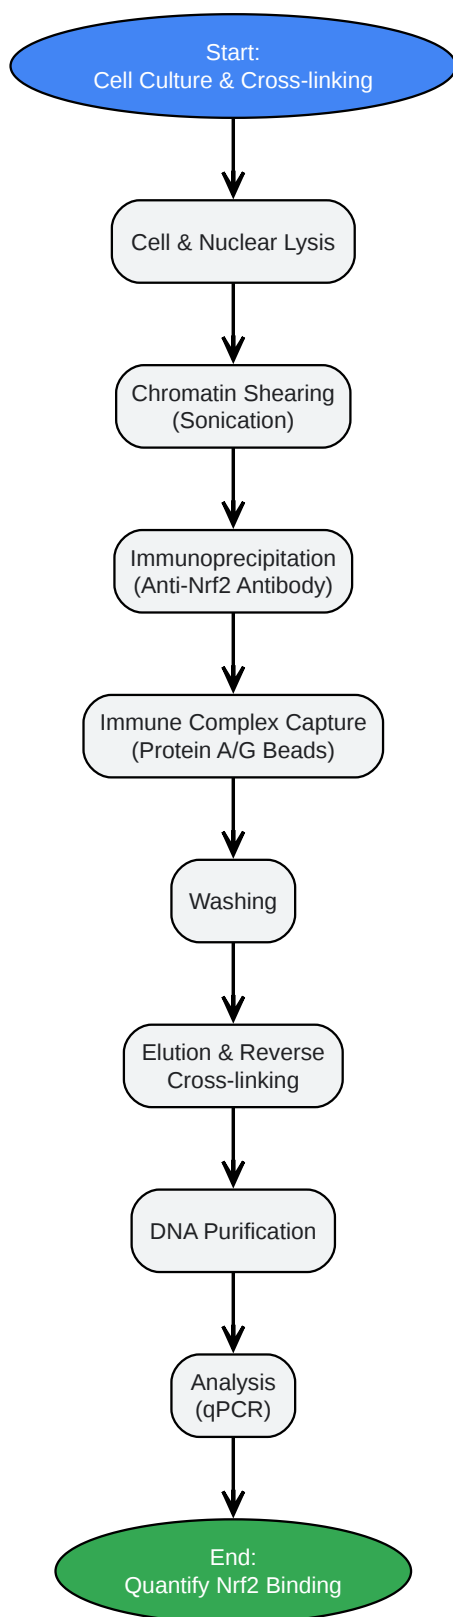 Start:
Cell Culture & Cross-linking
Cell & Nuclear Lysis
Chromatin Shearing
(Sonication)
Immunoprecipitation
(Anti-Nrf2 Antibody)
Immune Complex Capture
(Protein A/G Beads)
Washing
Elution & Reverse
Cross-linking
DNA Purification
Analysis
(qPCR)
End:
Quantify Nrf2 Binding